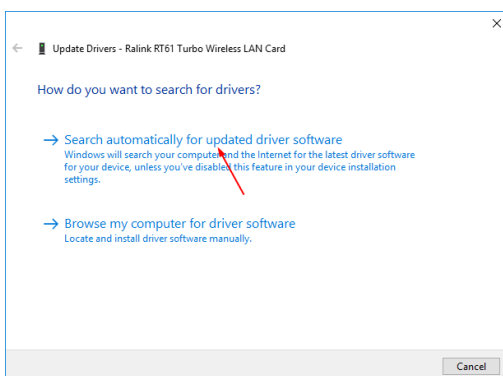 Update Drivers - Ralink RT61 Turbo Wireless LAN Card
How do you want to search for drivers?
Search automatically for updated driver software
Windows will search your computer and the Internet for the latest driver software
for your device, unless you've disabled this feature in your device installation
settings.
Browse my computer for driver software
Locate and install driver software manually.
Cancel